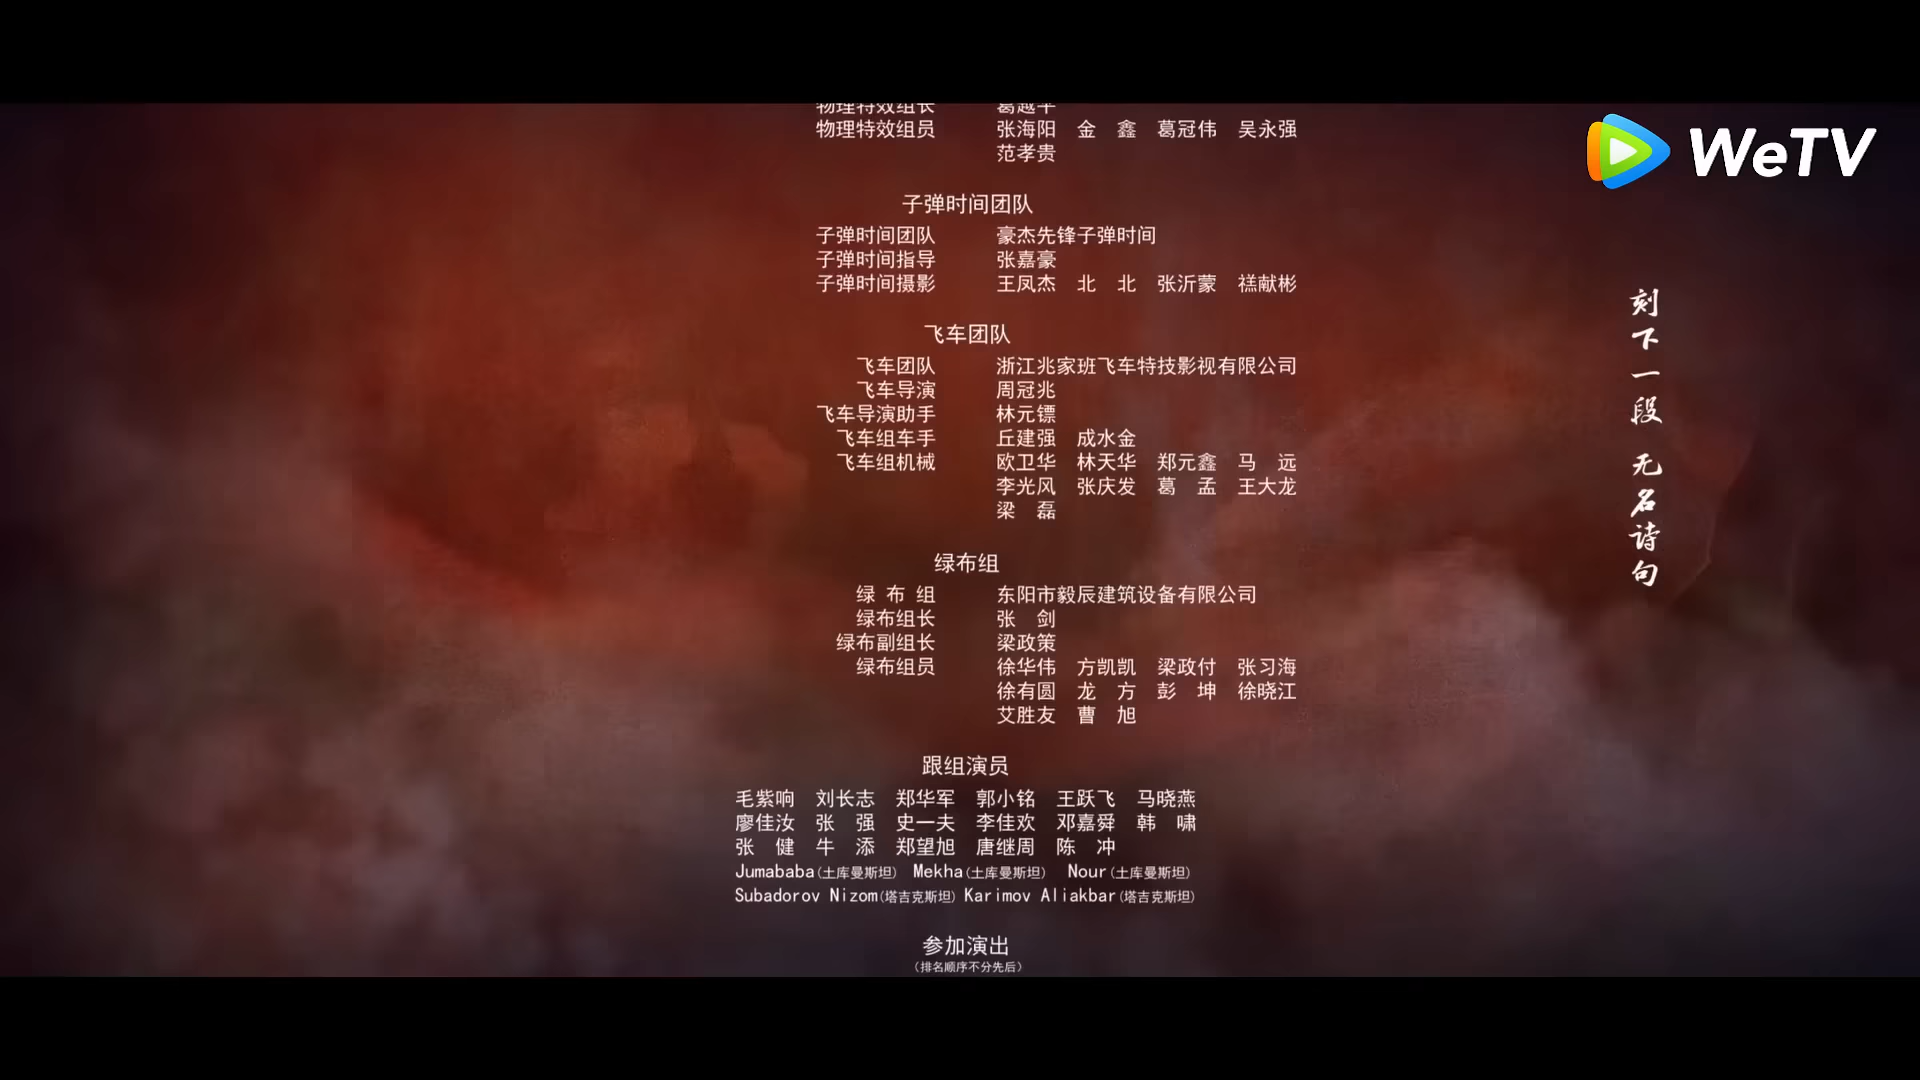 物理特效组长 葛越平
物理特效组员 张海阳 金 鑫 葛冠伟 吴永强
范孝贵
子弹时间团队
子弹时间团队 豪杰先锋子弹时间
子弹时间指导 张嘉豪
子弹时间摄影 王凤杰 北 北 张沂蒙 禚献彬
飞车团队
飞车团队 浙江兆家班飞车特技影视有限公司
飞车导演 周冠兆
飞车导演助手 林元镖
飞车组车手 丘建强 成水金
飞车组机械 欧卫华 林天华 郑元鑫 马 远
李光风 张庆发 葛 孟 王大龙
梁 磊
绿布组
绿 布 组 东阳市毅辰建筑设备有限公司
绿布组长 张 剑
绿布副组长 梁政策
绿布组员 徐华伟 方凯凯 梁政付 张习海
徐有圆 龙 方 彭 坤 徐晓江
艾胜友 曹 旭
跟组演员
毛紫响 刘长志 郑华军 郭小铭 王跃飞 马晓燕
廖佳汝 张 强 史一夫 李佳欢 邓嘉舜 韩 啸
张 健 牛 添 郑望旭 唐继周 陈 冲
Jumababa(土库曼斯坦) Mekha(土库曼斯坦) Nour(土库曼斯坦)
Subadorov Nizom(塔吉克斯坦) Karimov Aliakbar(塔吉克斯坦)
参加演出
(排名顺序不分先后)
WeTV
刻下一段 无名诗句